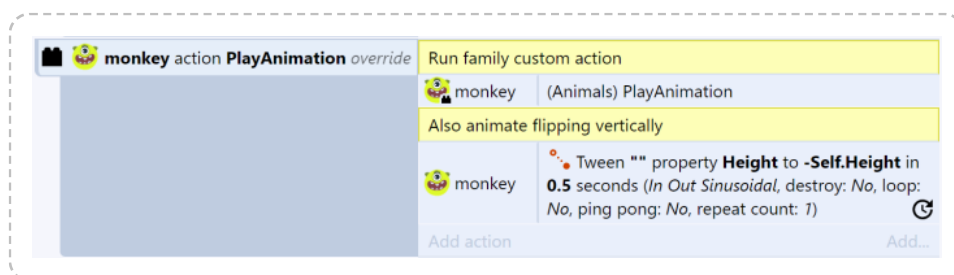 monkey action PlayAnimation override
Run family custom action
monkey
(Animals) PlayAnimation
Also animate flipping vertically
monkey
Tween "" property Height to -Self.Height in
0.5 seconds (In Out Sinusoidal, destroy: No, loop:
No, ping pong: No, repeat count: 1)
Add action
Add...